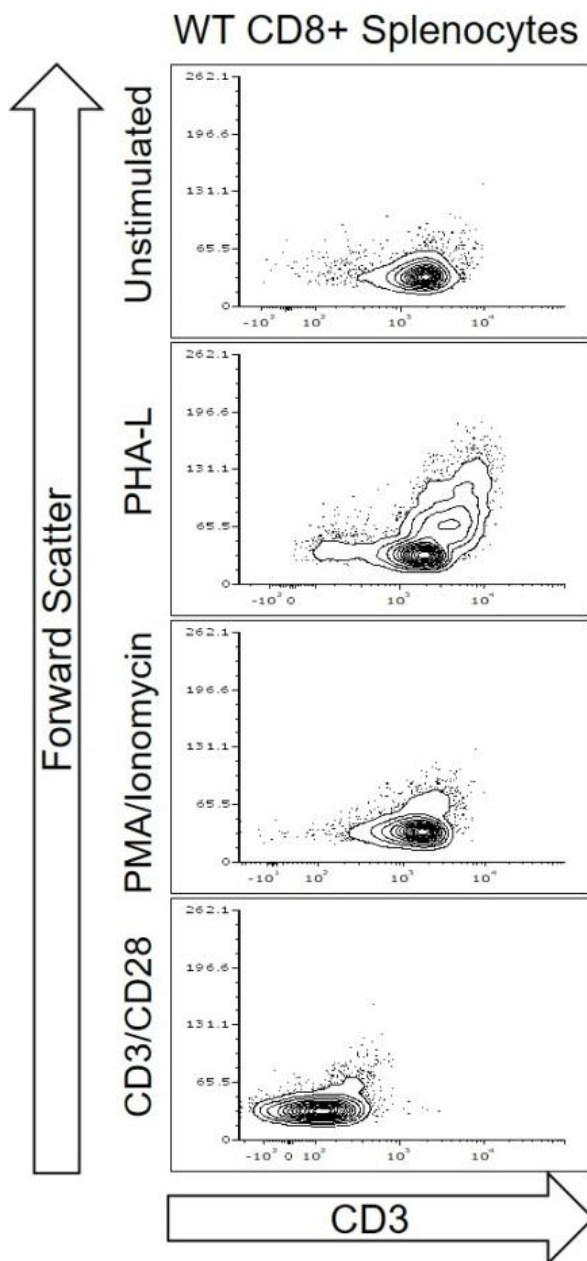 WT CD8+ Splenocytes
Forward Scatter
Unstimulated
262.1
196.6
131.1
65.5
0
10³ 10⁴
PHA-L
262.1
196.6
131.1
65.5
0
-10² 0 10³ 10⁴
PMA/Ionomycin
262.1
196.6
131.1
65.5
0
10² 10³ 10⁴
CD3/CD28
262.1
196.6
131.1
65.5
0
-10² 0 10² 10³ 10⁴
CD3